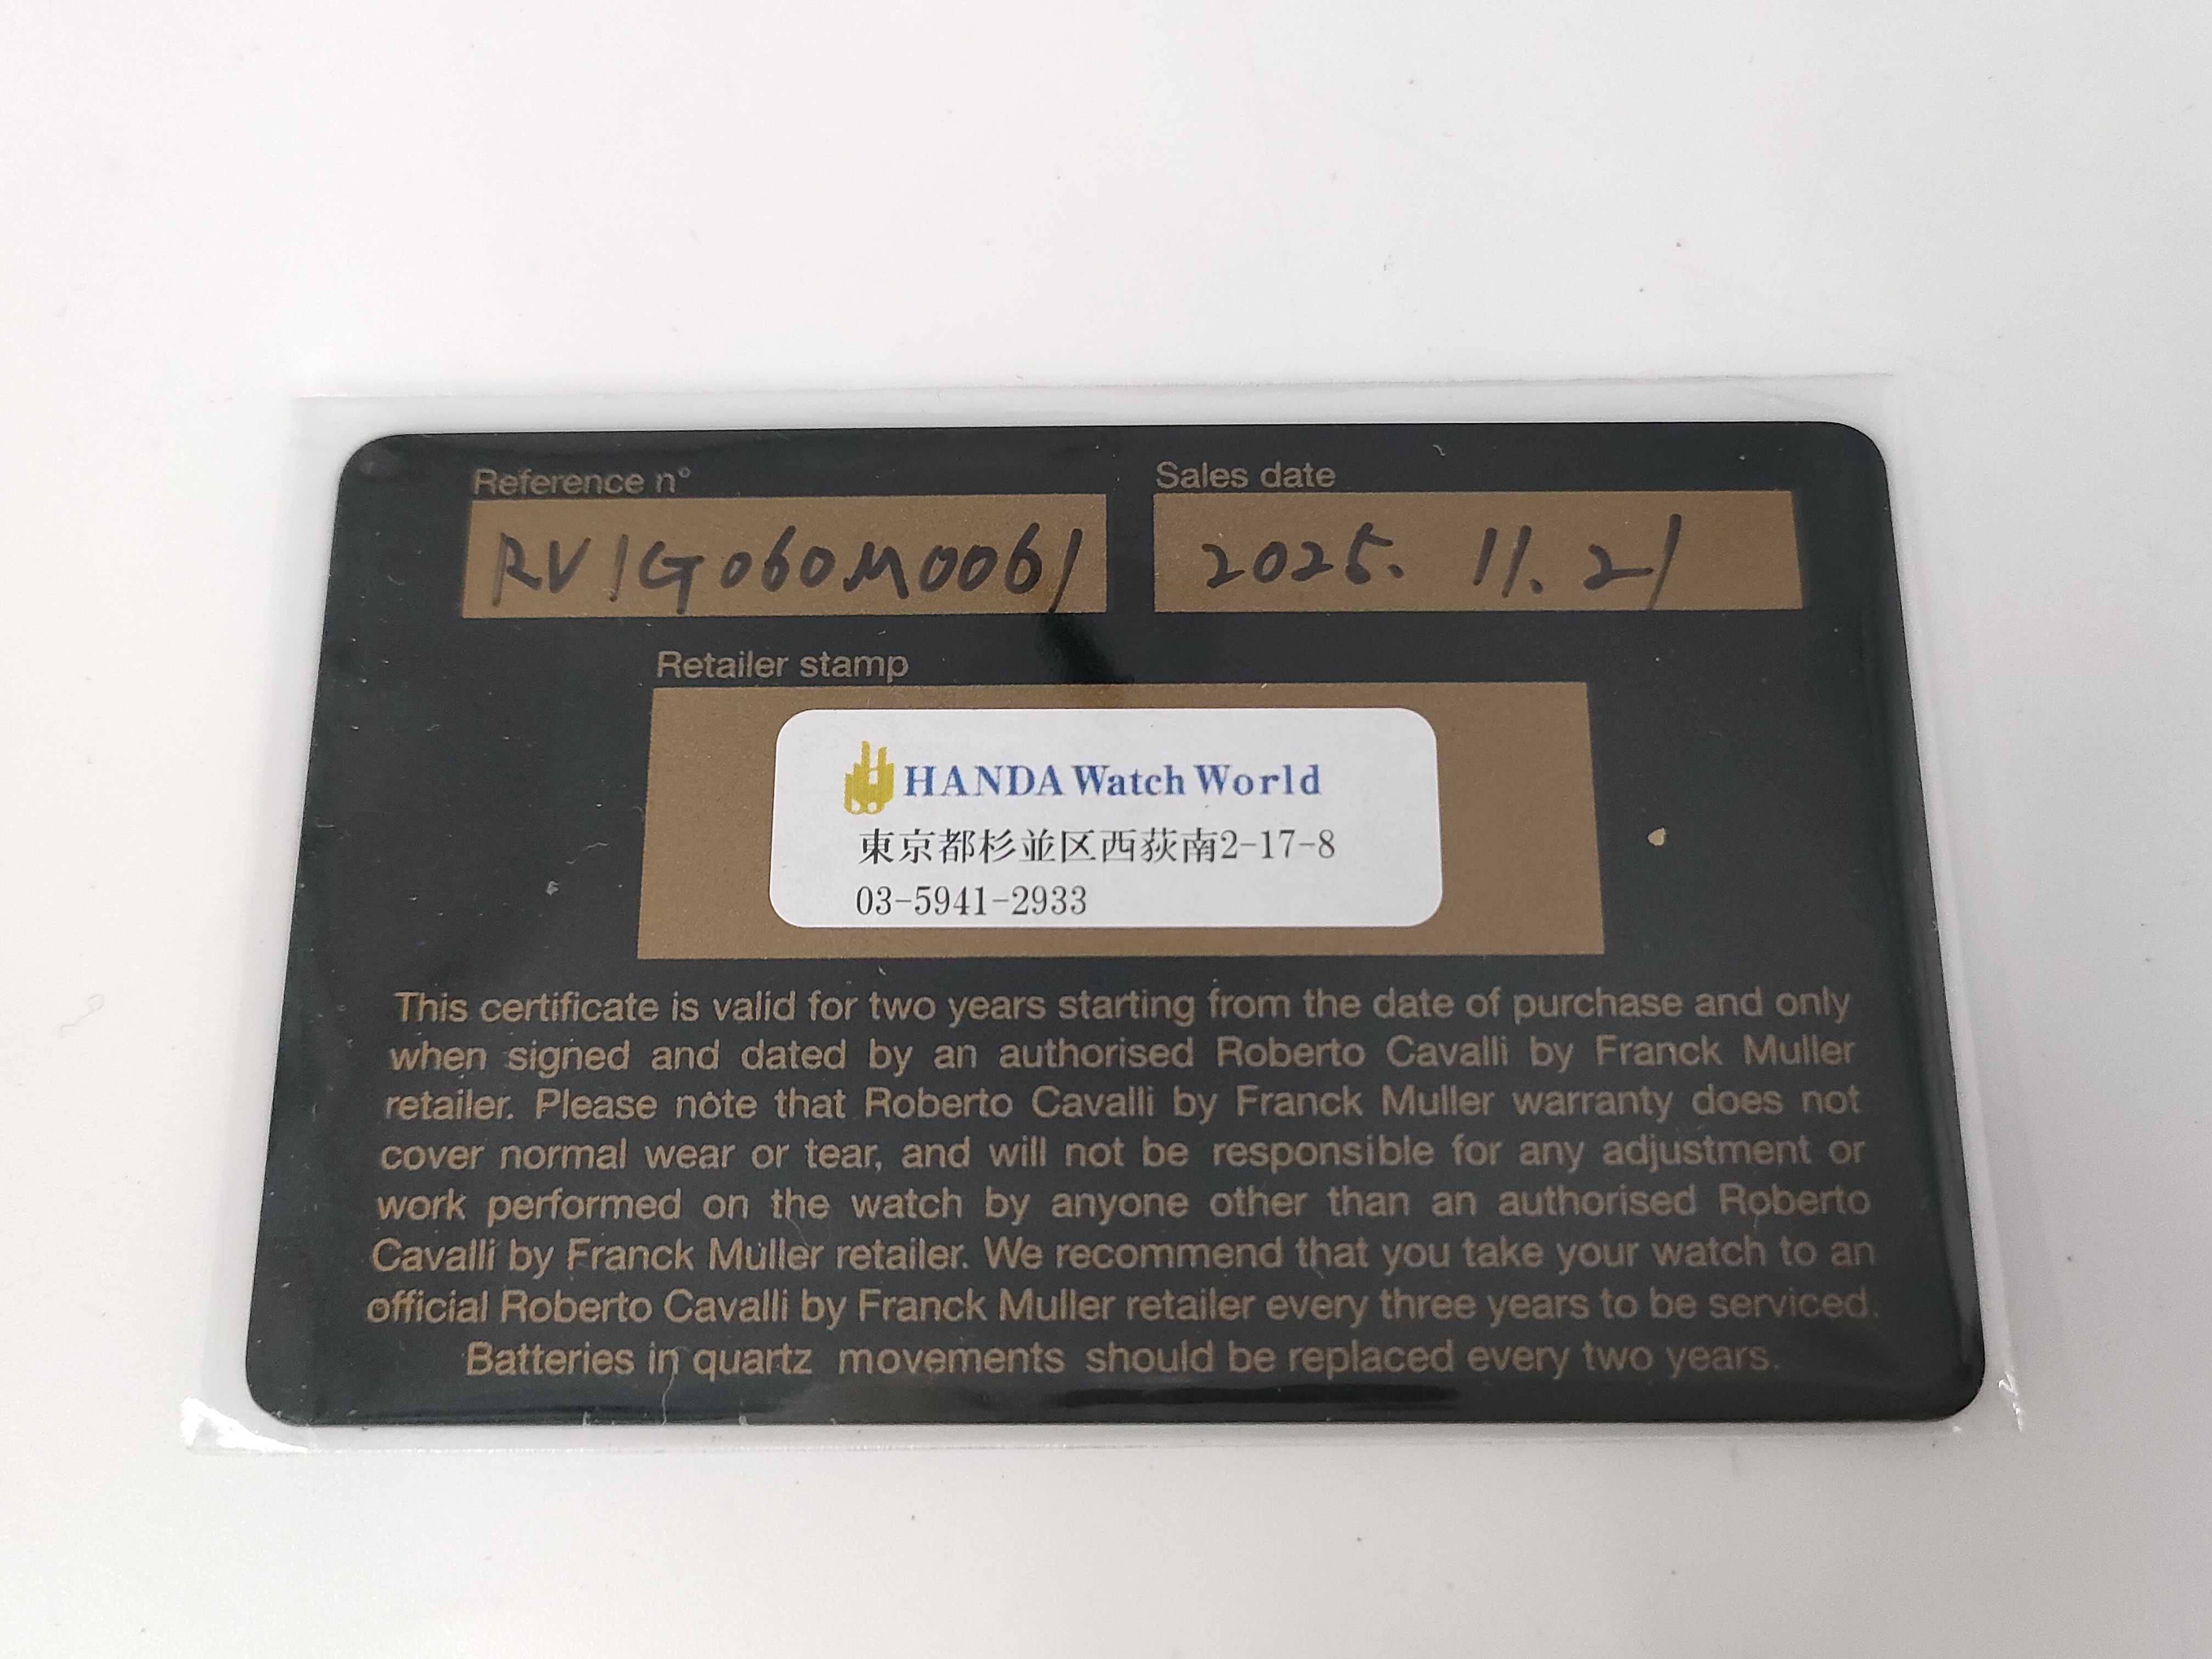 Reference n°
RV1G060M0061
Sales date
2025. 11. 21
Retailer stamp
HANDA Watch World
東京都杉並区西荻南2-17-8
03-5941-2933
This certificate is valid for two years starting from the date of purchase and only
when signed and dated by an authorised Roberto Cavalli by Franck Muller
retailer. Please note that Roberto Cavalli by Franck Muller warranty does not
cover normal wear or tear, and will not be responsible for any adjustment or
work performed on the watch by anyone other than an authorised Roberto
Cavalli by Franck Muller retailer. We recommend that you take your watch to an
official Roberto Cavalli by Franck Muller retailer every three years to be serviced.
Batteries in quartz movements should be replaced every two years.